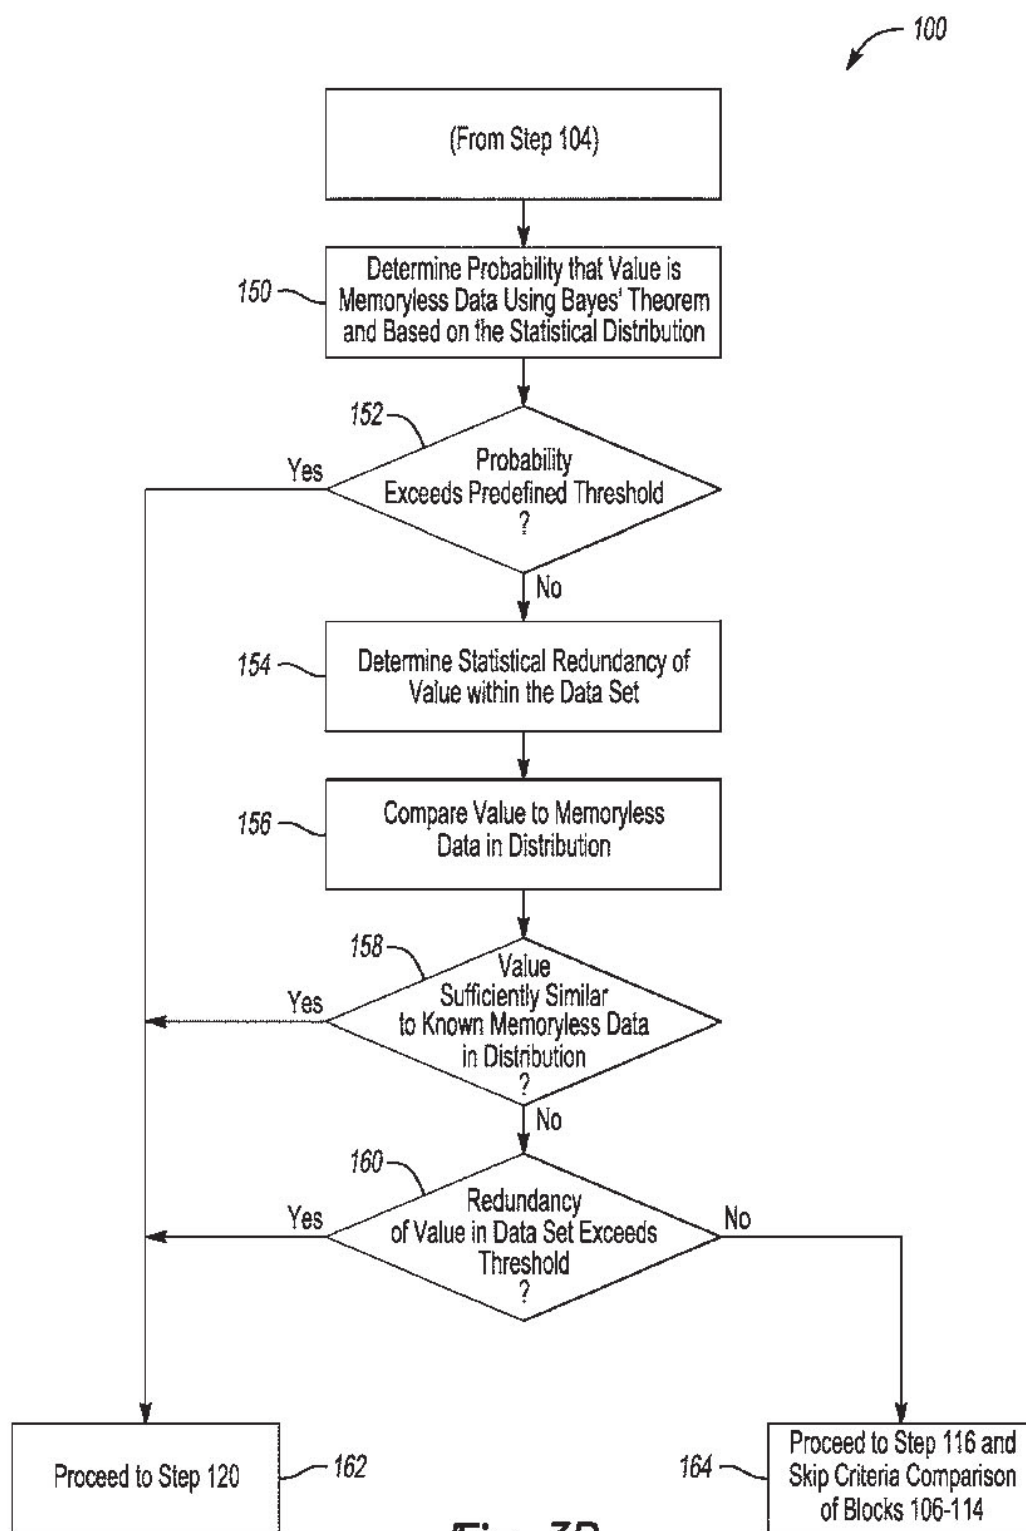 100
(From Step 104)
150
Determine Probability that Value is
Memoryless Data Using Bayes' Theorem
and Based on the Statistical Distribution
152
Yes
Probability
Exceeds Predefined Threshold
?
No
154
Determine Statistical Redundancy of
Value within the Data Set
156
Compare Value to Memoryless
Data in Distribution
158
Yes
Value
Sufficiently Similar
to Known Memoryless Data
in Distribution
?
No
160
Yes
Redundancy
of Value in Data Set Exceeds
Threshold
?
No
Proceed to Step 120
162
164
Proceed to Step 116 and
Skip Criteria Comparison
of Blocks 106-114